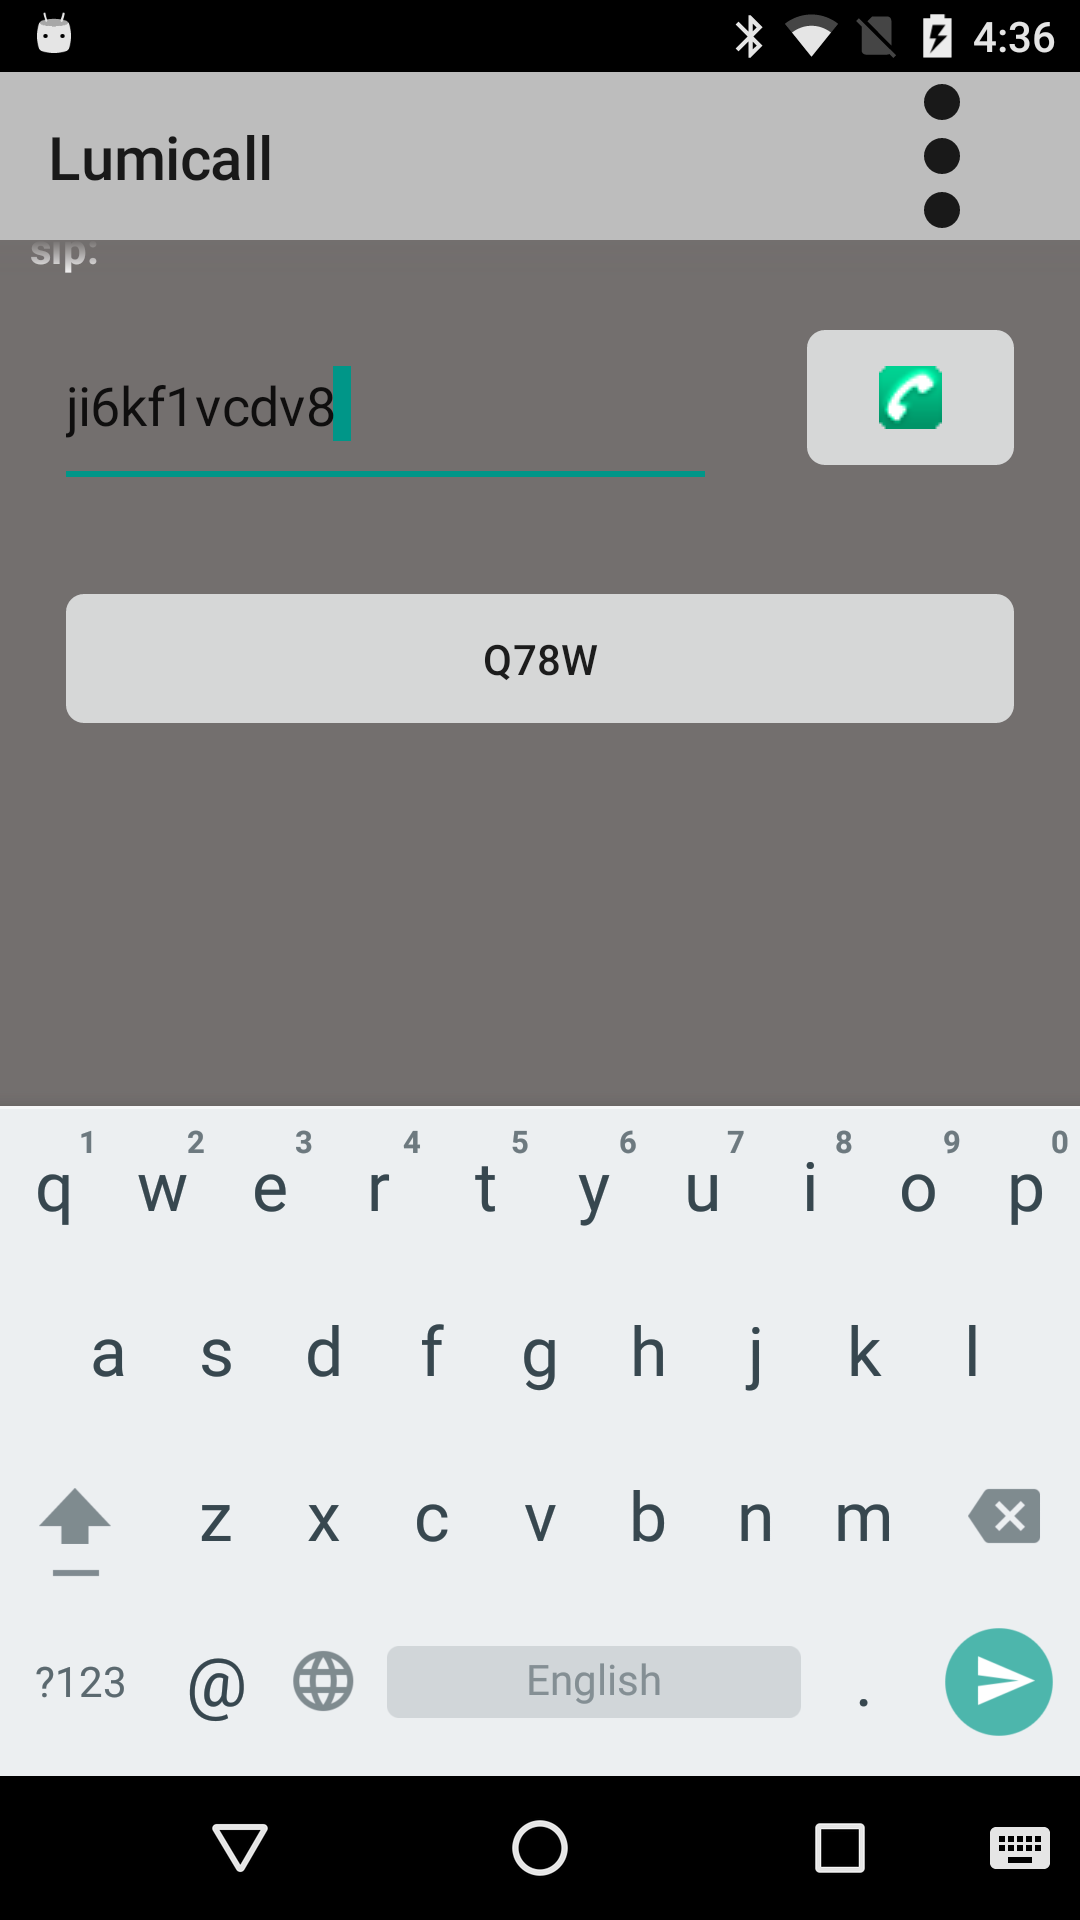 4:36
Lumicall
sip:
ji6kf1vcdv8
Q78W
1 2 3 4 5 6 7 8 9 0
q w e r t y u i o p
a s d f g h j k l
z x c v b n m
?123 @ English .